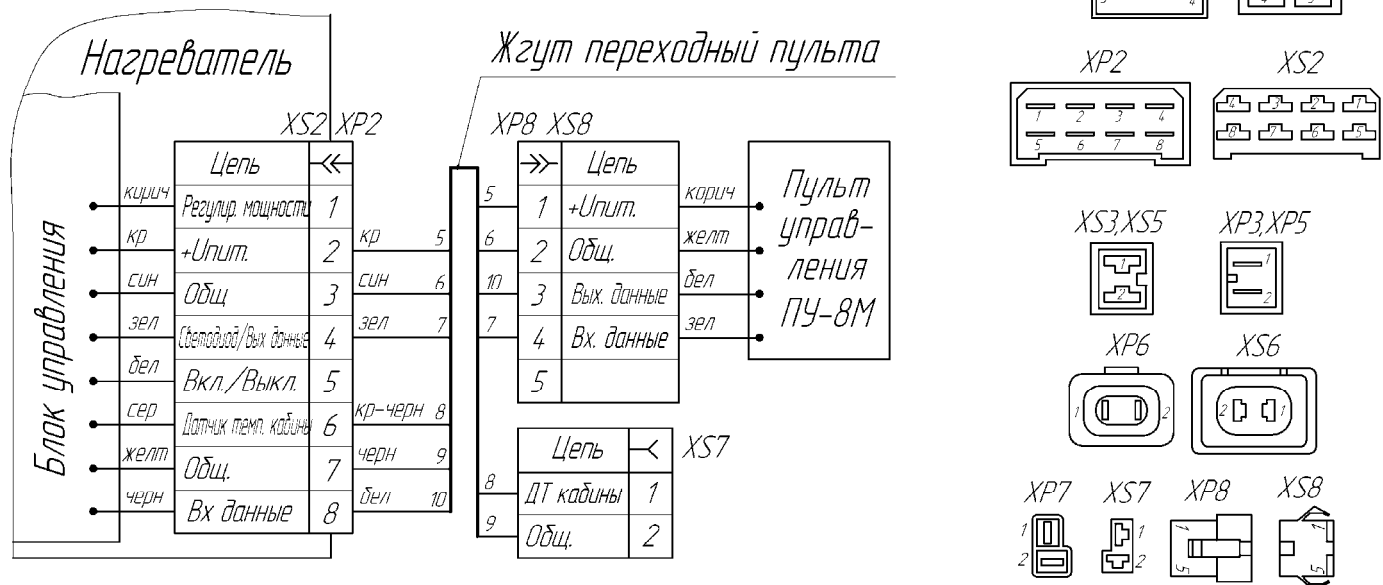 Нагреватель
Жгут переходный пульта
XS2 XP2
XP8 XS8
Блок управления
Цепь
кирич Регулир. мощности 1
кр +Uпит. 2 кр 5
син Общ 3 син 6
зел Светодиод/Вых данные 4 зел 7
бел Вкл./Выкл. 5
сер Датчик темп. кабины 6 кр-черн 8
желт Общ. 7 черн 9
черн Вх данные 8 бел 10
Цепь
5 1 +Uпит. корич
6 2 Общ. желт
10 3 Вых. данные бел
7 4 Вх. данные зел
5
Пульт
управ-
ления
ПУ-8М
Цепь XS7
8 ДТ кабины 1
9 Общ. 2
XP2 XS2
1 2 3 4
5 6 7 8
4 3 2 1
8 7 6 5
XS3,XS5 XP3,XP5
1 1
2 2
XP6 XS6
1 2 2 1
XP7 XS7 XP8 XS8
1 1 1 1
2 2 5 5